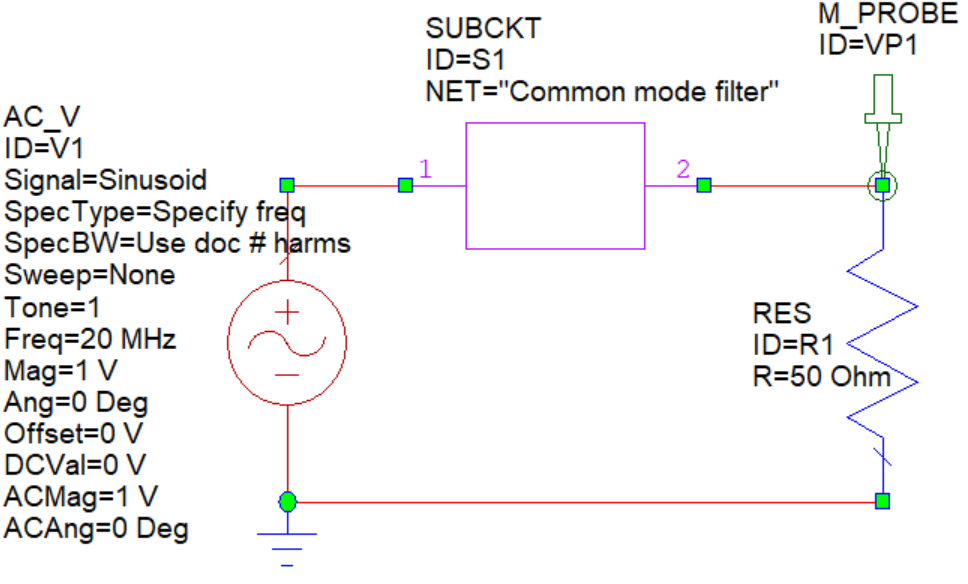 SUBCKT
ID=S1
NET="Common mode filter"
M_PROBE
ID=VP1
AC_V
ID=V1
Signal=Sinusoid
SpecType=Specify freq
SpecBW=Use doc # harms
Sweep=None
Tone=1
Freq=20 MHz
Mag=1 V
Ang=0 Deg
Offset=0 V
DCVal=0 V
ACMag=1 V
ACAng=0 Deg
1
2
RES
ID=R1
R=50 Ohm